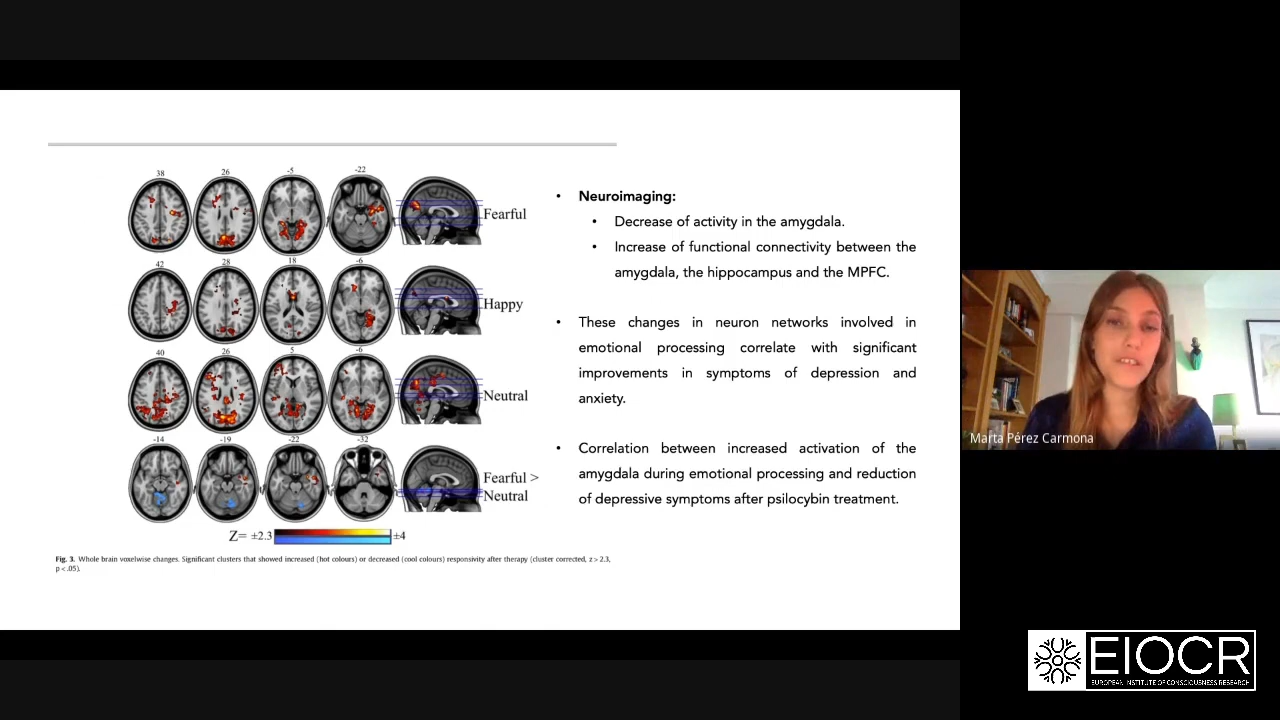 38 26 -5 -22
Fearful
42 28 18 -6
Happy
40 26 5 -6
Neutral
-14 -19 -22 -32
Fearful >
Neutral
Z= ±2.3 ±4
Fig. 3. Whole brain voxelwise changes. Significant clusters that showed increased (hot colours) or decreased (cool colours) responsivity after therapy (cluster corrected, z > 2.3,
p < .05).
• Neuroimaging:
• Decrease of activity in the amygdala.
• Increase of functional connectivity between the
amygdala, the hippocampus and the MPFC.
• These changes in neuron networks involved in
emotional processing correlate with significant
improvements in symptoms of depression and
anxiety.
• Correlation between increased activation of the
amygdala during emotional processing and reduction
of depressive symptoms after psilocybin treatment.
Marta Pérez Carmona
EIOCR
EUROPEAN INSTITUTE OF CONSCIOUSNESS RESEARCH